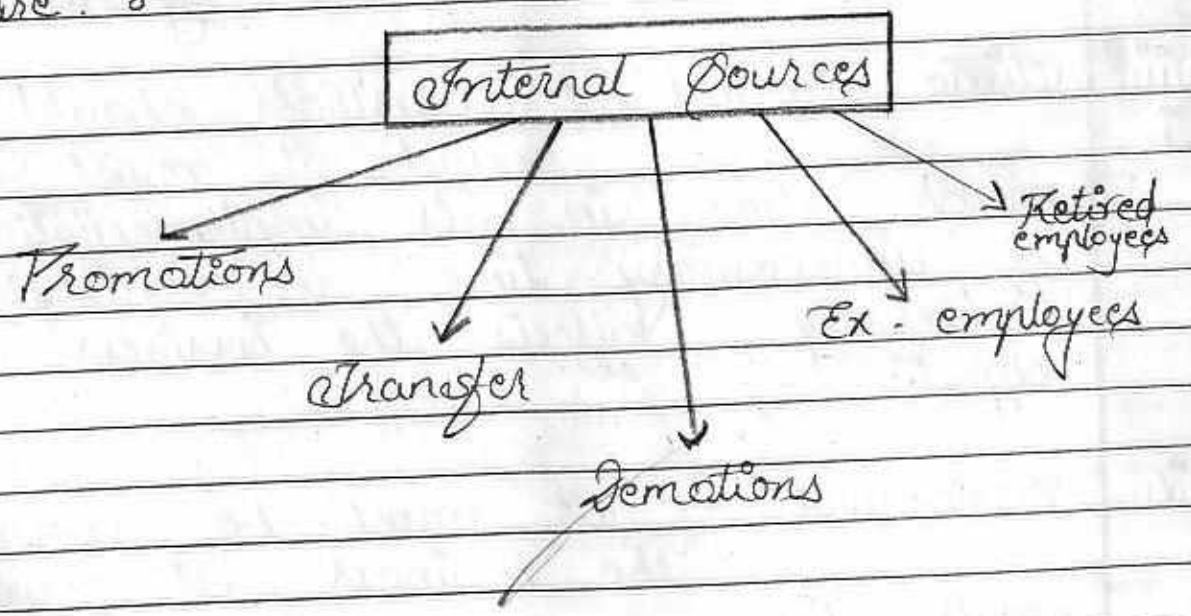 Internal Sources
Promotions
Transfer
Demotions
Ex - employees
Retired
employees